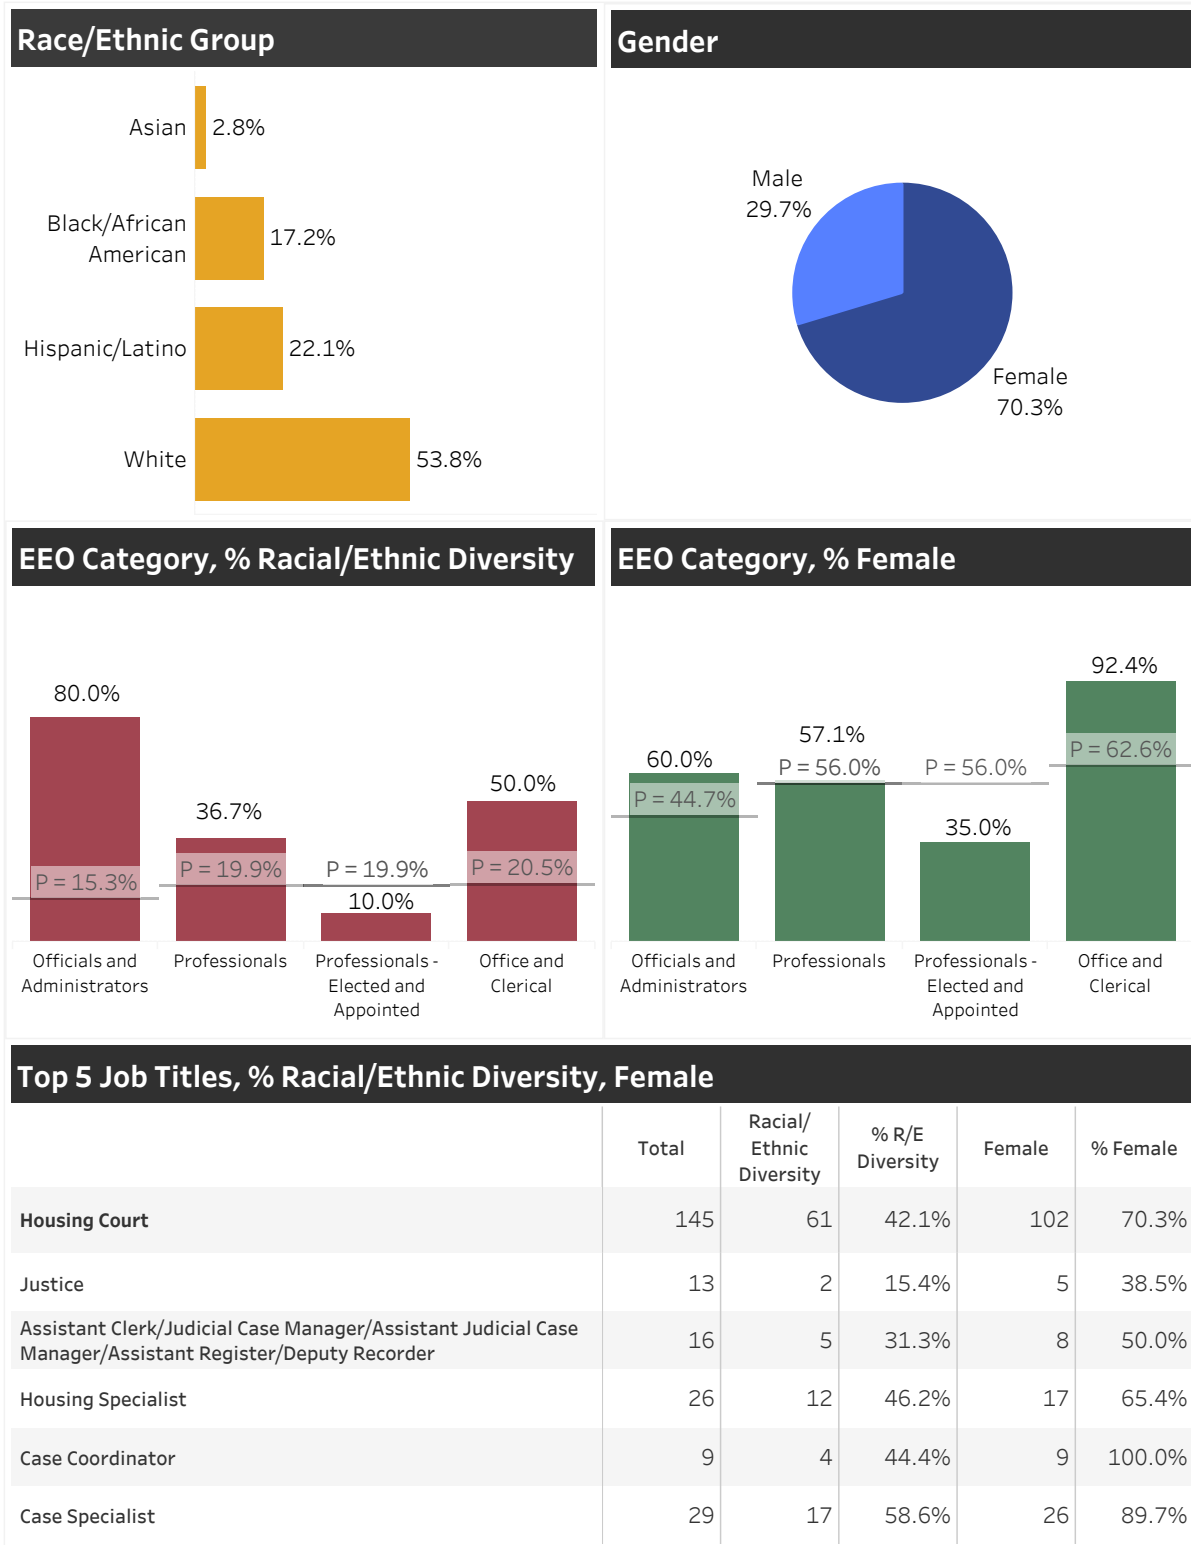 Race/Ethnic Group
Asian
2.8%
Black/African
American
17.2%
Hispanic/Latino
22.1%
White
53.8%
Gender
Male
29.7%
Female
70.3%
EEO Category, % Racial/Ethnic Diversity
80.0%
P = 15.3%
36.7%
P = 19.9%
P = 19.9%
10.0%
50.0%
P = 20.5%
Officials and
Administrators
Professionals
Professionals -
Elected and
Appointed
Office and
Clerical
EEO Category, % Female
60.0%
P = 44.7%
57.1%
P = 56.0%
P = 56.0%
35.0%
92.4%
P = 62.6%
Officials and
Administrators
Professionals
Professionals -
Elected and
Appointed
Office and
Clerical
Top 5 Job Titles, % Racial/Ethnic Diversity, Female
Total
Racial/
Ethnic
Diversity
% R/E
Diversity
Female
% Female
Housing Court 145 61 42.1% 102 70.3%
Justice 13 2 15.4% 5 38.5%
Assistant Clerk/Judicial Case Manager/Assistant Judicial Case
Manager/Assistant Register/Deputy Recorder
16 5 31.3% 8 50.0%
Housing Specialist 26 12 46.2% 17 65.4%
Case Coordinator 9 4 44.4% 9 100.0%
Case Specialist 29 17 58.6% 26 89.7%